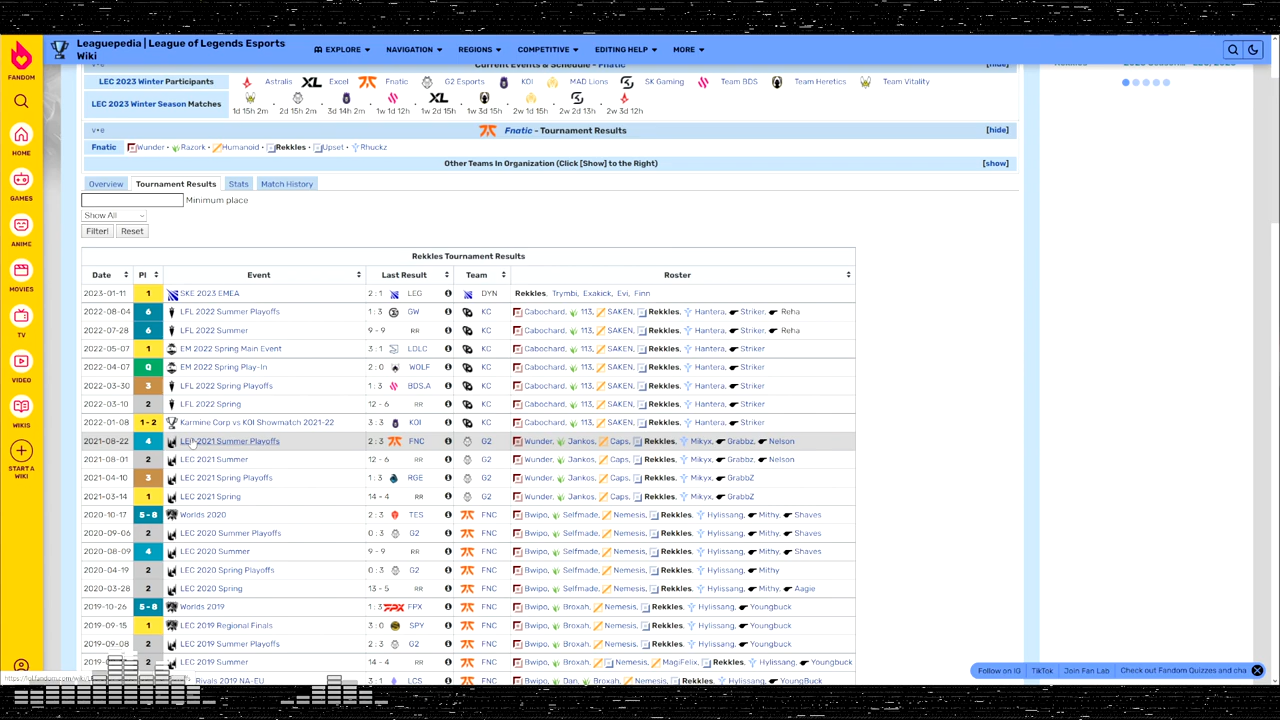 Leaguepedia | League of Legends Esports Wiki
EXPLORE NAVIGATION REGIONS COMPETITIVE EDITING HELP MORE
FANDOM
HOME
GAMES
ANIME
MOVIES
TV
VIDEO
WIKIS
START A WIKI
Current Events & Schedule - Fnatic [hide]
LEC 2023 Winter Participants Astralis Excel Fnatic G2 Esports KOI MAD Lions SK Gaming Team BDS Team Heretics Team Vitality
LEC 2023 Winter Season Matches 1d 15h 2m 2d 15h 2m 3d 14h 2m 1w 1d 12h 1w 2d 15h 1w 3d 15h 2w 1d 15h 2w 2d 13h 2w 3d 12h
v • e Fnatic - Tournament Results [hide]
Fnatic Wunder • Razork • Humanoid • Rekkles • Upset • Rhuckz
Other Teams In Organization (Click [Show] to the Right) [show]
Overview Tournament Results Stats Match History
Minimum place
Show All
Filter! Reset
Rekkles Tournament Results
Date Pl Event Last Result Team Roster
2023-01-11 1 SKE 2023 EMEA 2 : 1 LEG DYN Rekkles, Trymbi, Exakick, Evi, Finn
2022-08-04 6 LFL 2022 Summer Playoffs 1 : 3 GW KC Cabochard, 113, SAKEN, Rekkles, Hantera, Striker, Reha
2022-07-28 6 LFL 2022 Summer 9 - 9 RR KC Cabochard, 113, SAKEN, Rekkles, Hantera, Striker, Reha
2022-05-07 1 EM 2022 Spring Main Event 3 : 1 LDLC KC Cabochard, 113, SAKEN, Rekkles, Hantera, Striker
2022-04-07 Q EM 2022 Spring Play-In 2 : 0 WOLF KC Cabochard, 113, SAKEN, Rekkles, Hantera, Striker
2022-03-30 3 LFL 2022 Spring Playoffs 1 : 3 BDS.A KC Cabochard, 113, SAKEN, Rekkles, Hantera, Striker
2022-03-10 2 LFL 2022 Spring 12 - 6 RR KC Cabochard, 113, SAKEN, Rekkles, Hantera, Striker
2022-01-08 1 - 2 Karmine Corp vs KOI Showmatch 2021-22 3 : 3 KOI KC Cabochard, 113, SAKEN, Rekkles, Hantera, Striker
2021-08-22 4 LEC 2021 Summer Playoffs 2 : 3 FNC G2 Wunder, Jankos, Caps, Rekkles, Mikyx, Grabbz, Nelson
2021-08-01 2 LEC 2021 Summer 12 - 6 RR G2 Wunder, Jankos, Caps, Rekkles, Mikyx, Grabbz, Nelson
2021-04-10 3 LEC 2021 Spring Playoffs 1 : 3 RGE G2 Wunder, Jankos, Caps, Rekkles, Mikyx, GrabbZ
2021-03-14 1 LEC 2021 Spring 14 - 4 RR G2 Wunder, Jankos, Caps, Rekkles, Mikyx, GrabbZ
2020-10-17 5 - 8 Worlds 2020 2 : 3 TES FNC Bwipo, Selfmade, Nemesis, Rekkles, Hylissang, Mithy, Shaves
2020-09-06 2 LEC 2020 Summer Playoffs 0 : 3 G2 FNC Bwipo, Selfmade, Nemesis, Rekkles, Hylissang, Mithy, Shaves
2020-08-09 4 LEC 2020 Summer 9 - 9 RR FNC Bwipo, Selfmade, Nemesis, Rekkles, Hylissang, Mithy, Shaves
2020-04-19 2 LEC 2020 Spring Playoffs 0 : 3 G2 FNC Bwipo, Selfmade, Nemesis, Rekkles, Hylissang, Mithy
2020-03-28 2 LEC 2020 Spring 13 - 5 RR FNC Bwipo, Selfmade, Nemesis, Rekkles, Hylissang, Mithy, Aagie
2019-10-26 5 - 8 Worlds 2019 1 : 3 FPX FNC Bwipo, Broxah, Nemesis, Rekkles, Hylissang, Youngbuck
2019-09-15 1 LEC 2019 Regional Finals 3 : 0 SPY FNC Bwipo, Broxah, Nemesis, Rekkles, Hylissang, Youngbuck
2019-09-08 2 LEC 2019 Summer Playoffs 2 : 3 G2 FNC Bwipo, Broxah, Nemesis, Rekkles, Hylissang, Youngbuck
2 LEC 2019 Summer 14 - 4 RR FNC Bwipo, Broxah, Nemesis, MagiFelix, Rekkles, Hylissang, Youngbuck
Rivals 2019 NA-EU 1 : 3 LCS FNC Bwipo, Dan, Broxah, Nemesis, Rekkles, Hylissang, YoungBuck
Follow on IG TikTok Join Fan Lab Check out Fandom Quizzes and cha